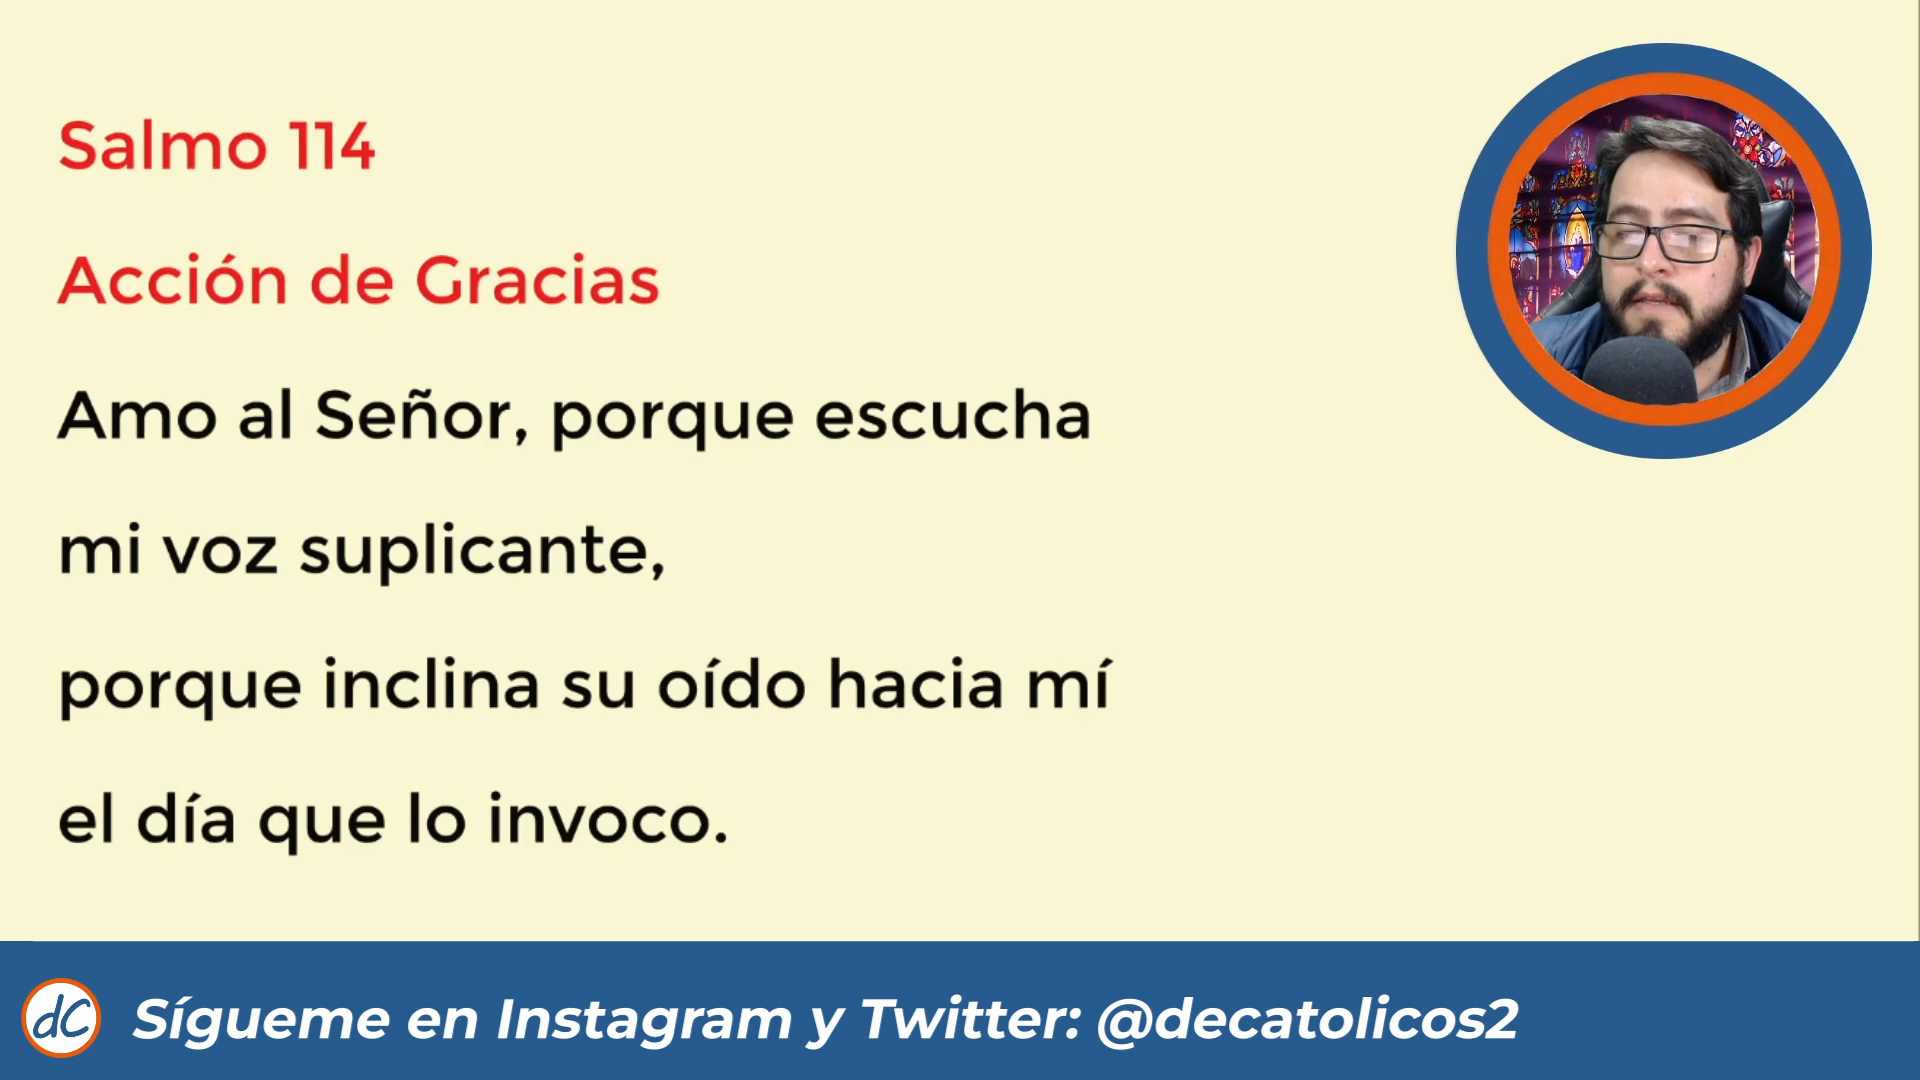 Salmo 114
Acción de Gracias
Amo al Señor, porque escucha
mi voz suplicante,
porque inclina su oído hacia mí
el día que lo invoco.
dC Sígueme en Instagram y Twitter: @decatolicos2